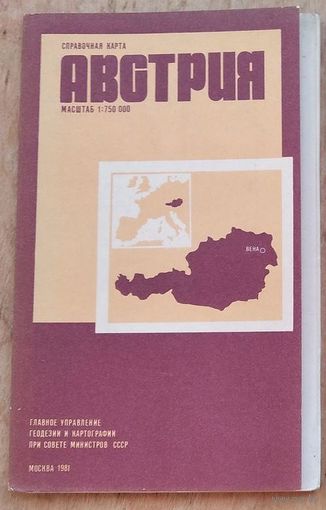 СПРАВОЧНАЯ КАРТА
АВСТРИЯ
МАСШТАБ 1:750 000
ВЕНА
ГЛАВНОЕ УПРАВЛЕНИЕ
ГЕОДЕЗИИ И КАРТОГРАФИИ
ПРИ СОВЕТЕ МИНИСТРОВ СССР
МОСКВА 1981